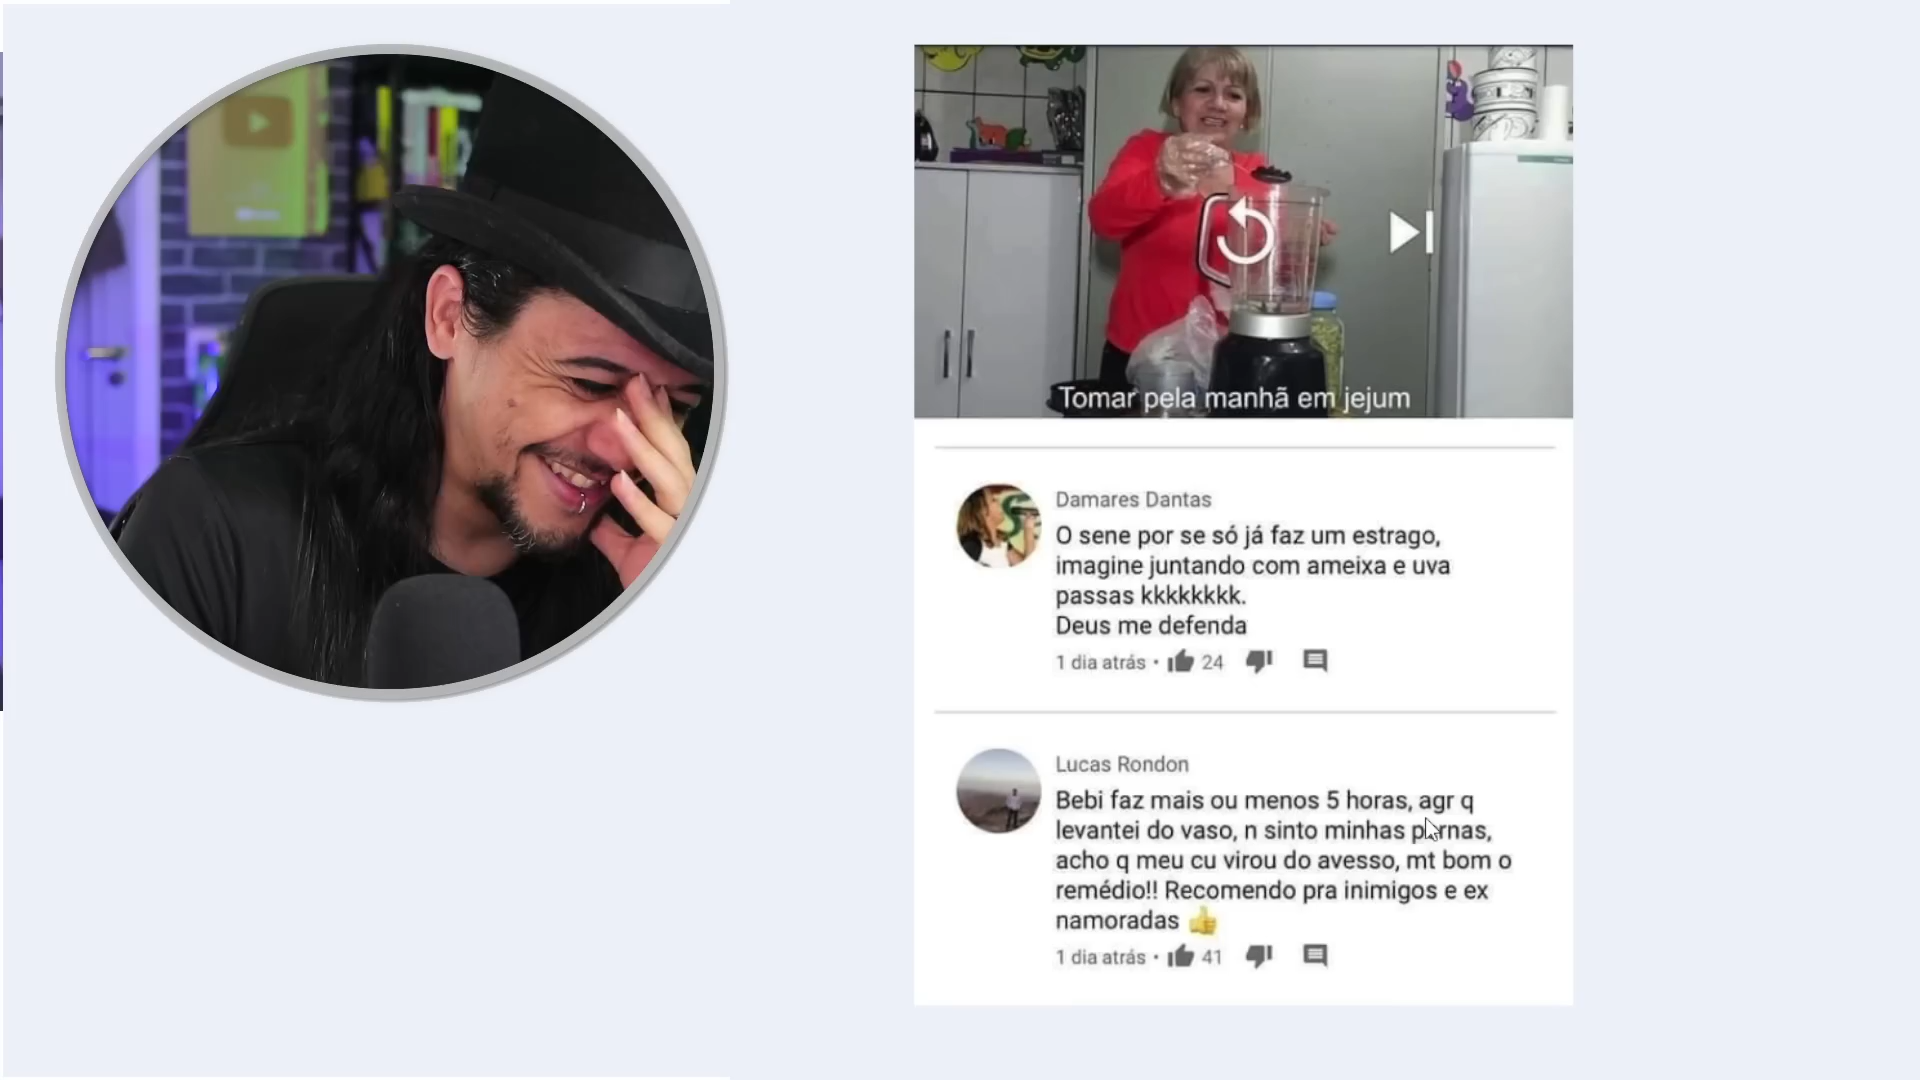 Tomar pela manhã em jejum
Damares Dantas
O sene por se só já faz um estrago,
imagine juntando com ameixa e uva
passas kkkkkkkk.
Deus me defenda
1 dia atrás • 24
Lucas Rondon
Bebi faz mais ou menos 5 horas, agr q
levantei do vaso, n sinto minhas pernas,
acho q meu cu virou do avesso, mt bom o
remédio!! Recomendo pra inimigos e ex
namoradas 👍
1 dia atrás • 41